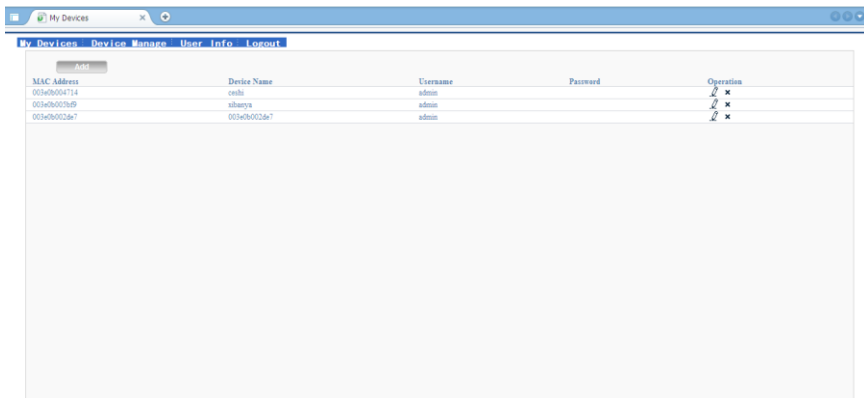 My Devices
My Devices Device Manage User Info Logout
Add
MAC Address Device Name Username Password Operation
003e0b004714 ceshi admin
003e0b005bf9 admin
003e0b002de7 003e0b002de7 admin